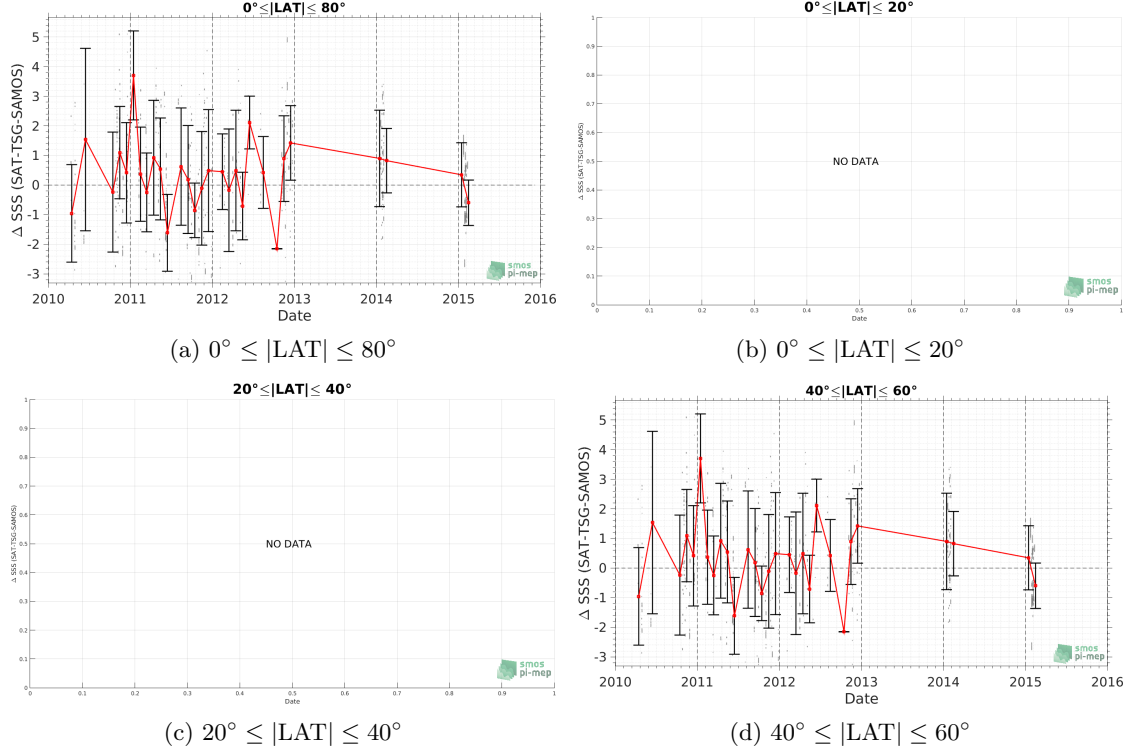 0°≤|LAT|≤ 80°
5
4
3
2
1
0
-1
-2
-3
Δ SSS (SAT-TSG-SAMOS)
2010 2011 2012 2013 2014 2015 2016
Date
smos
pi-mep
(a) 0° ≤ |LAT| ≤ 80°
0°≤|LAT|≤ 20°
1
0.9
0.8
0.7
0.6
0.5
0.4
0.3
0.2
0.1
0
Δ SSS (SAT-TSG-SAMOS)
NO DATA
0 0.1 0.2 0.3 0.4 0.5 0.6 0.7 0.8 0.9 1
Date
smos
pi-mep
(b) 0° ≤ |LAT| ≤ 20°
20°≤|LAT|≤ 40°
1
0.9
0.8
0.7
0.6
0.5
0.4
0.3
0.2
0.1
0
Δ SSS (SAT-TSG-SAMOS)
NO DATA
0 0.1 0.2 0.3 0.4 0.5 0.6 0.7 0.8 0.9 1
Date
smos
pi-mep
(c) 20° ≤ |LAT| ≤ 40°
40°≤|LAT|≤ 60°
5
4
3
2
1
0
-1
-2
-3
Δ SSS (SAT-TSG-SAMOS)
2010 2011 2012 2013 2014 2015 2016
Date
smos
pi-mep
(d) 40° ≤ |LAT| ≤ 60°